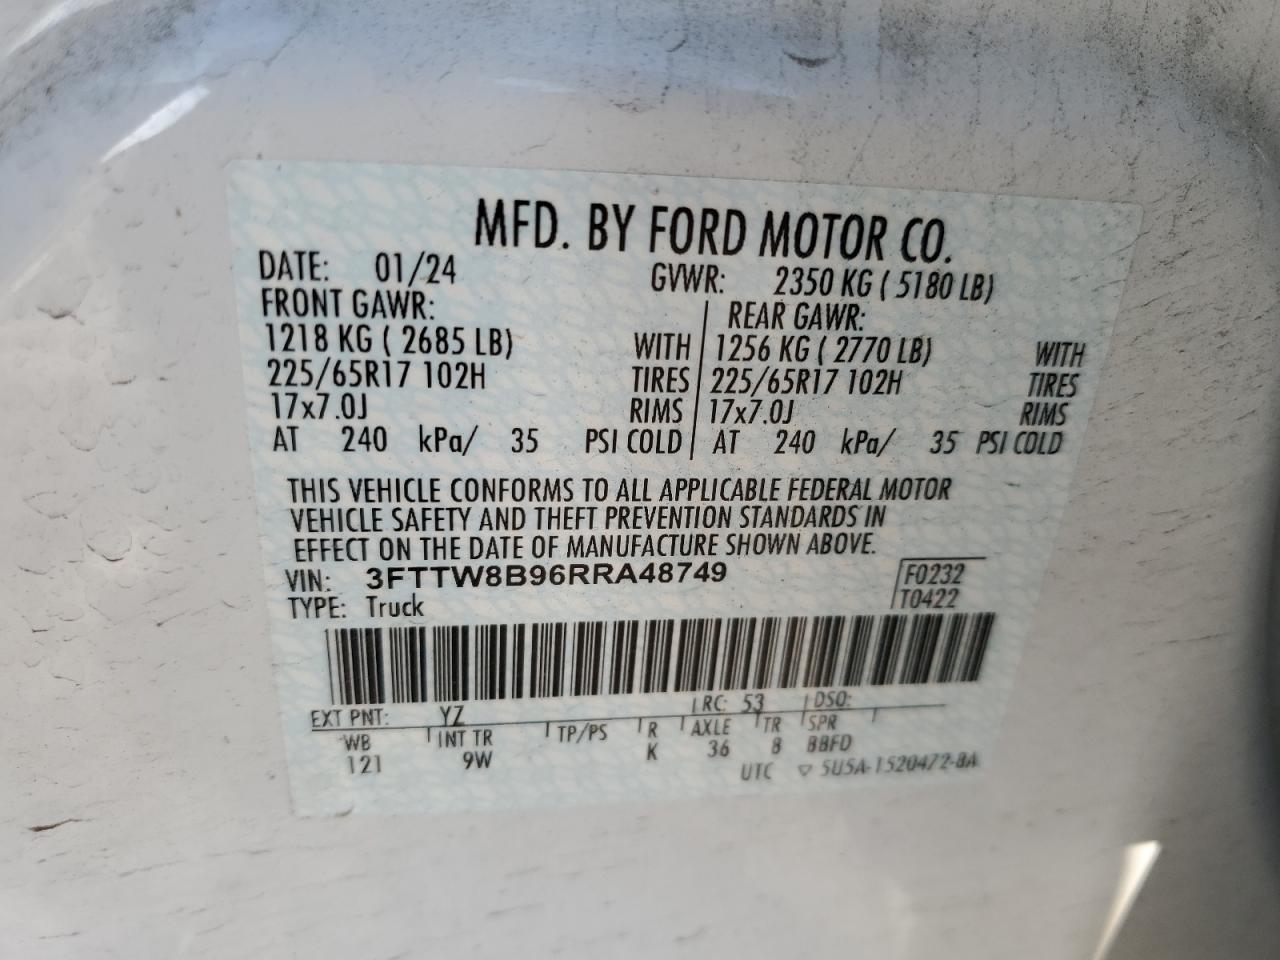 MFD. BY FORD MOTOR CO.
DATE: 01/24 GVWR: 2350 KG ( 5180 LB)
FRONT GAWR: REAR GAWR:
1218 KG ( 2685 LB) WITH 1256 KG ( 2770 LB) WITH
225/65R17 102H TIRES 225/65R17 102H TIRES
17x7.0J RIMS 17x7.0J RIMS
AT 240 kPa/ 35 PSI COLD AT 240 kPa/ 35 PSI COLD
THIS VEHICLE CONFORMS TO ALL APPLICABLE FEDERAL MOTOR
VEHICLE SAFETY AND THEFT PREVENTION STANDARDS IN
EFFECT ON THE DATE OF MANUFACTURE SHOWN ABOVE.
VIN: 3FTTW8B96RRA48749 F0232
TYPE: Truck T0422
EXT PNT: YZ RC: 53 DSO:
WB INT TR TP/PS R AXLE TR SPR
121 9W K 36 8 BBFD
UTC ▽ 5U5A-1520472-BA